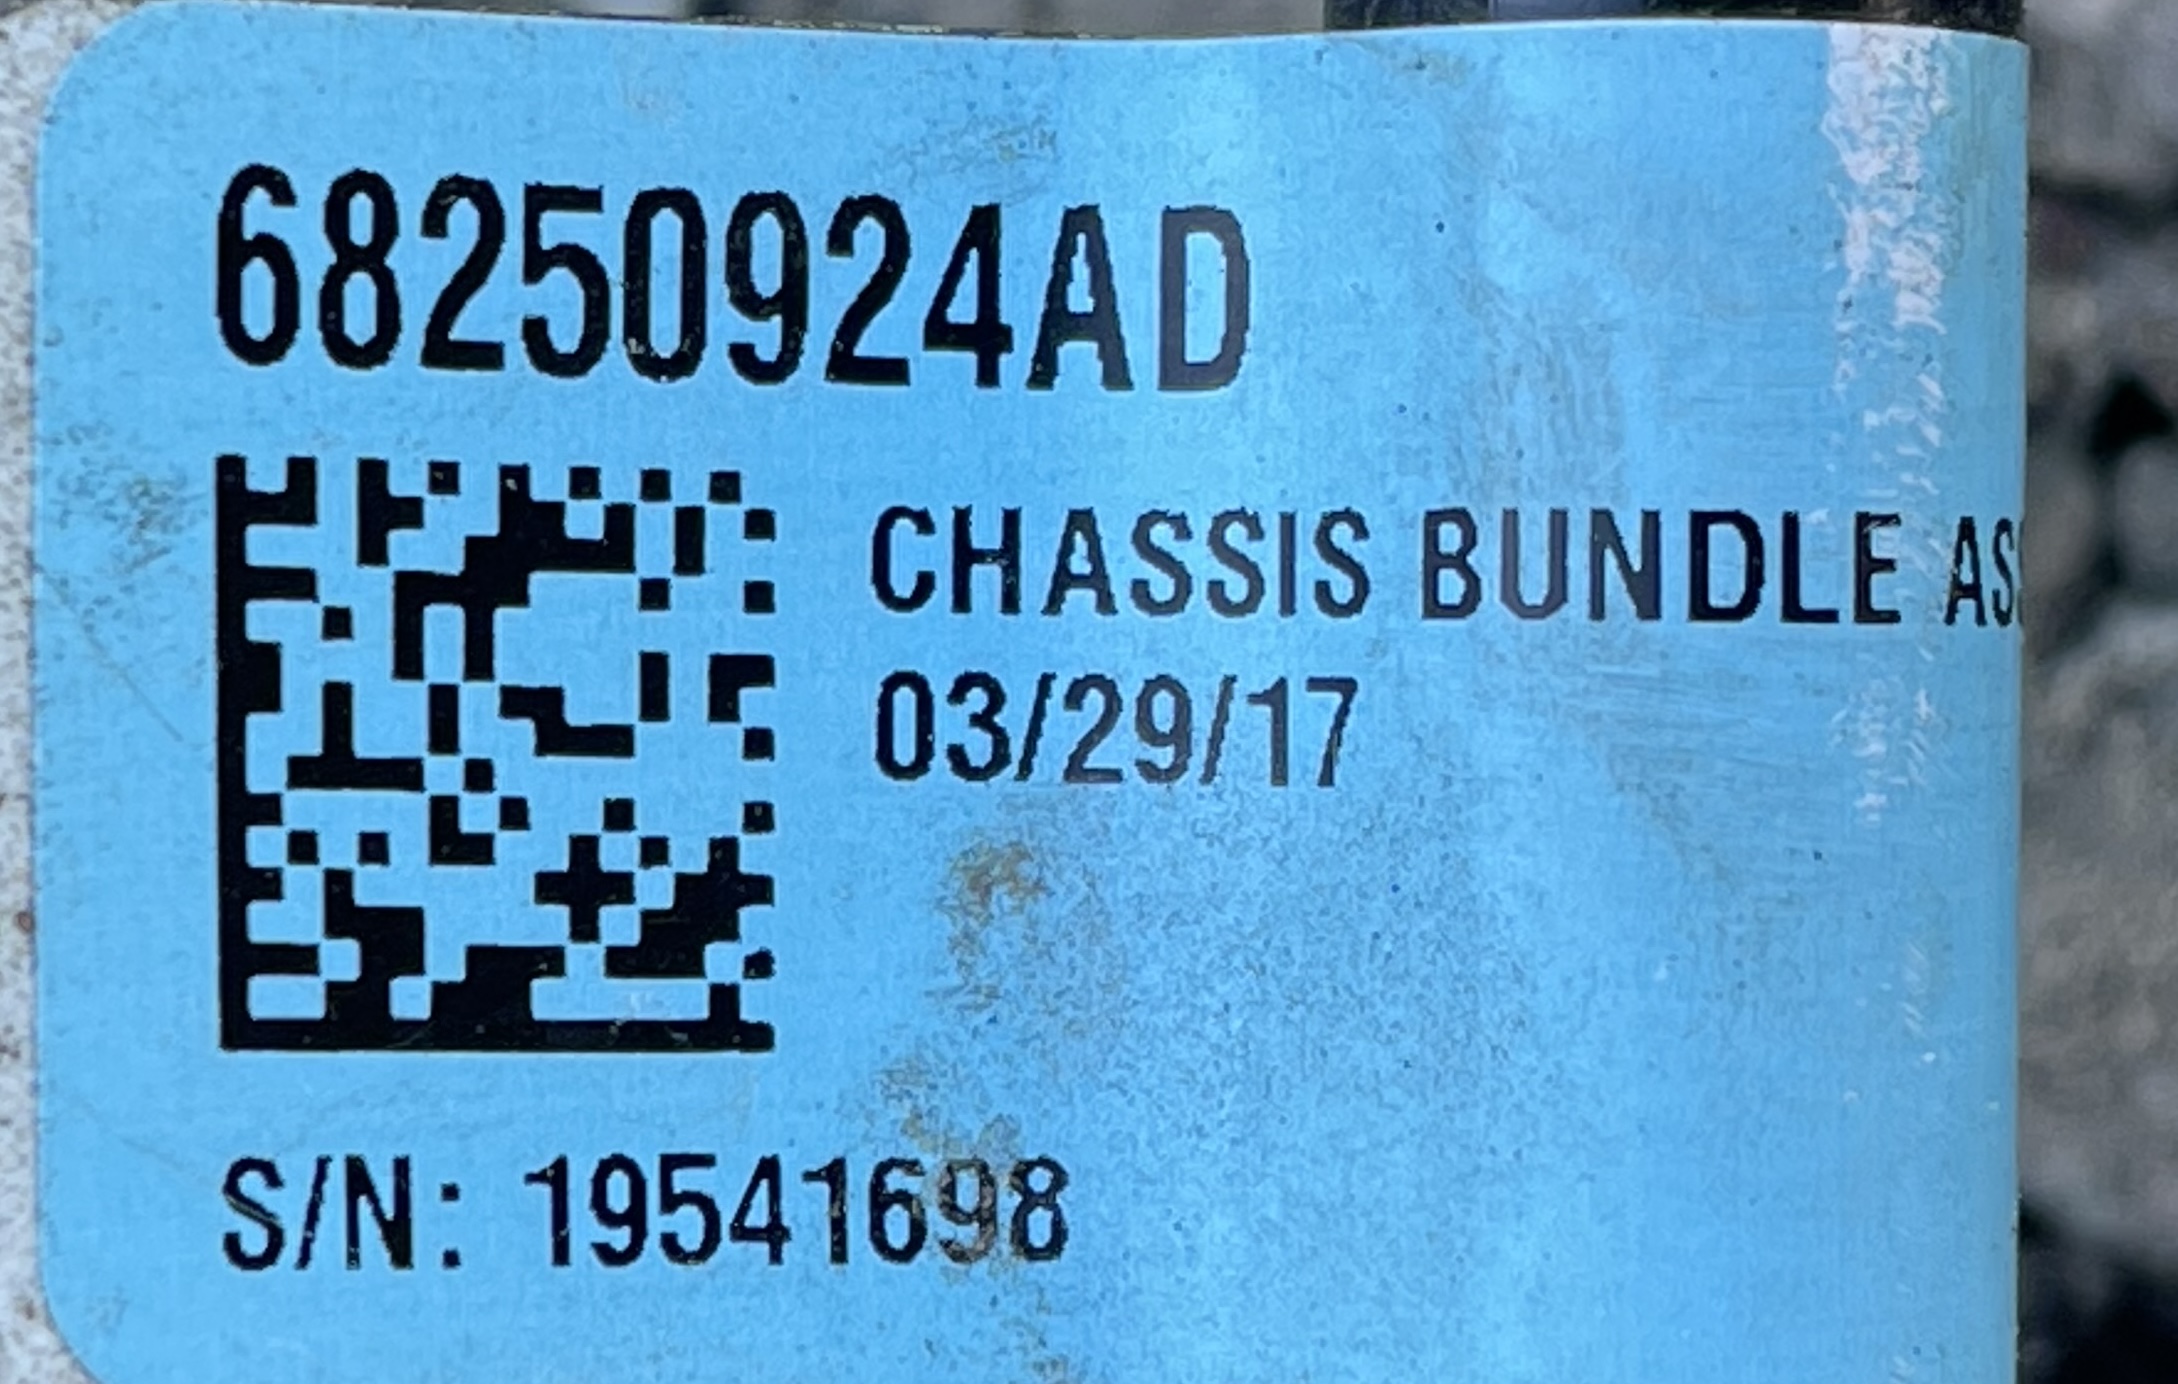 68250924AD
CHASSIS BUNDLE
03/29/17
S/N: 19541698